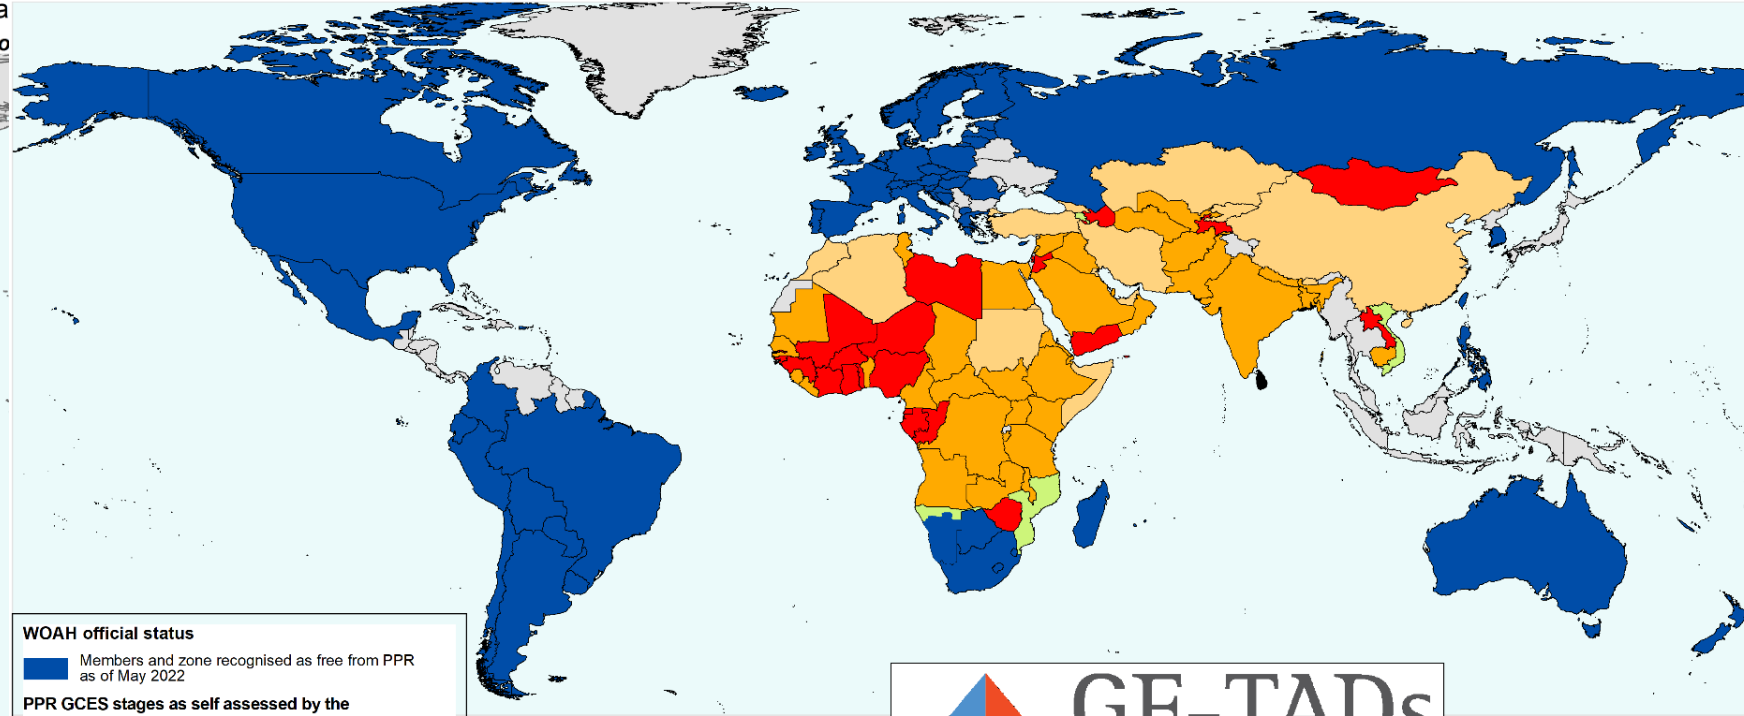 a
o
WOAH official status
Members and zone recognised as free from PPR
as of May 2022
PPR GCES stages as self assessed by the
GF-TADs